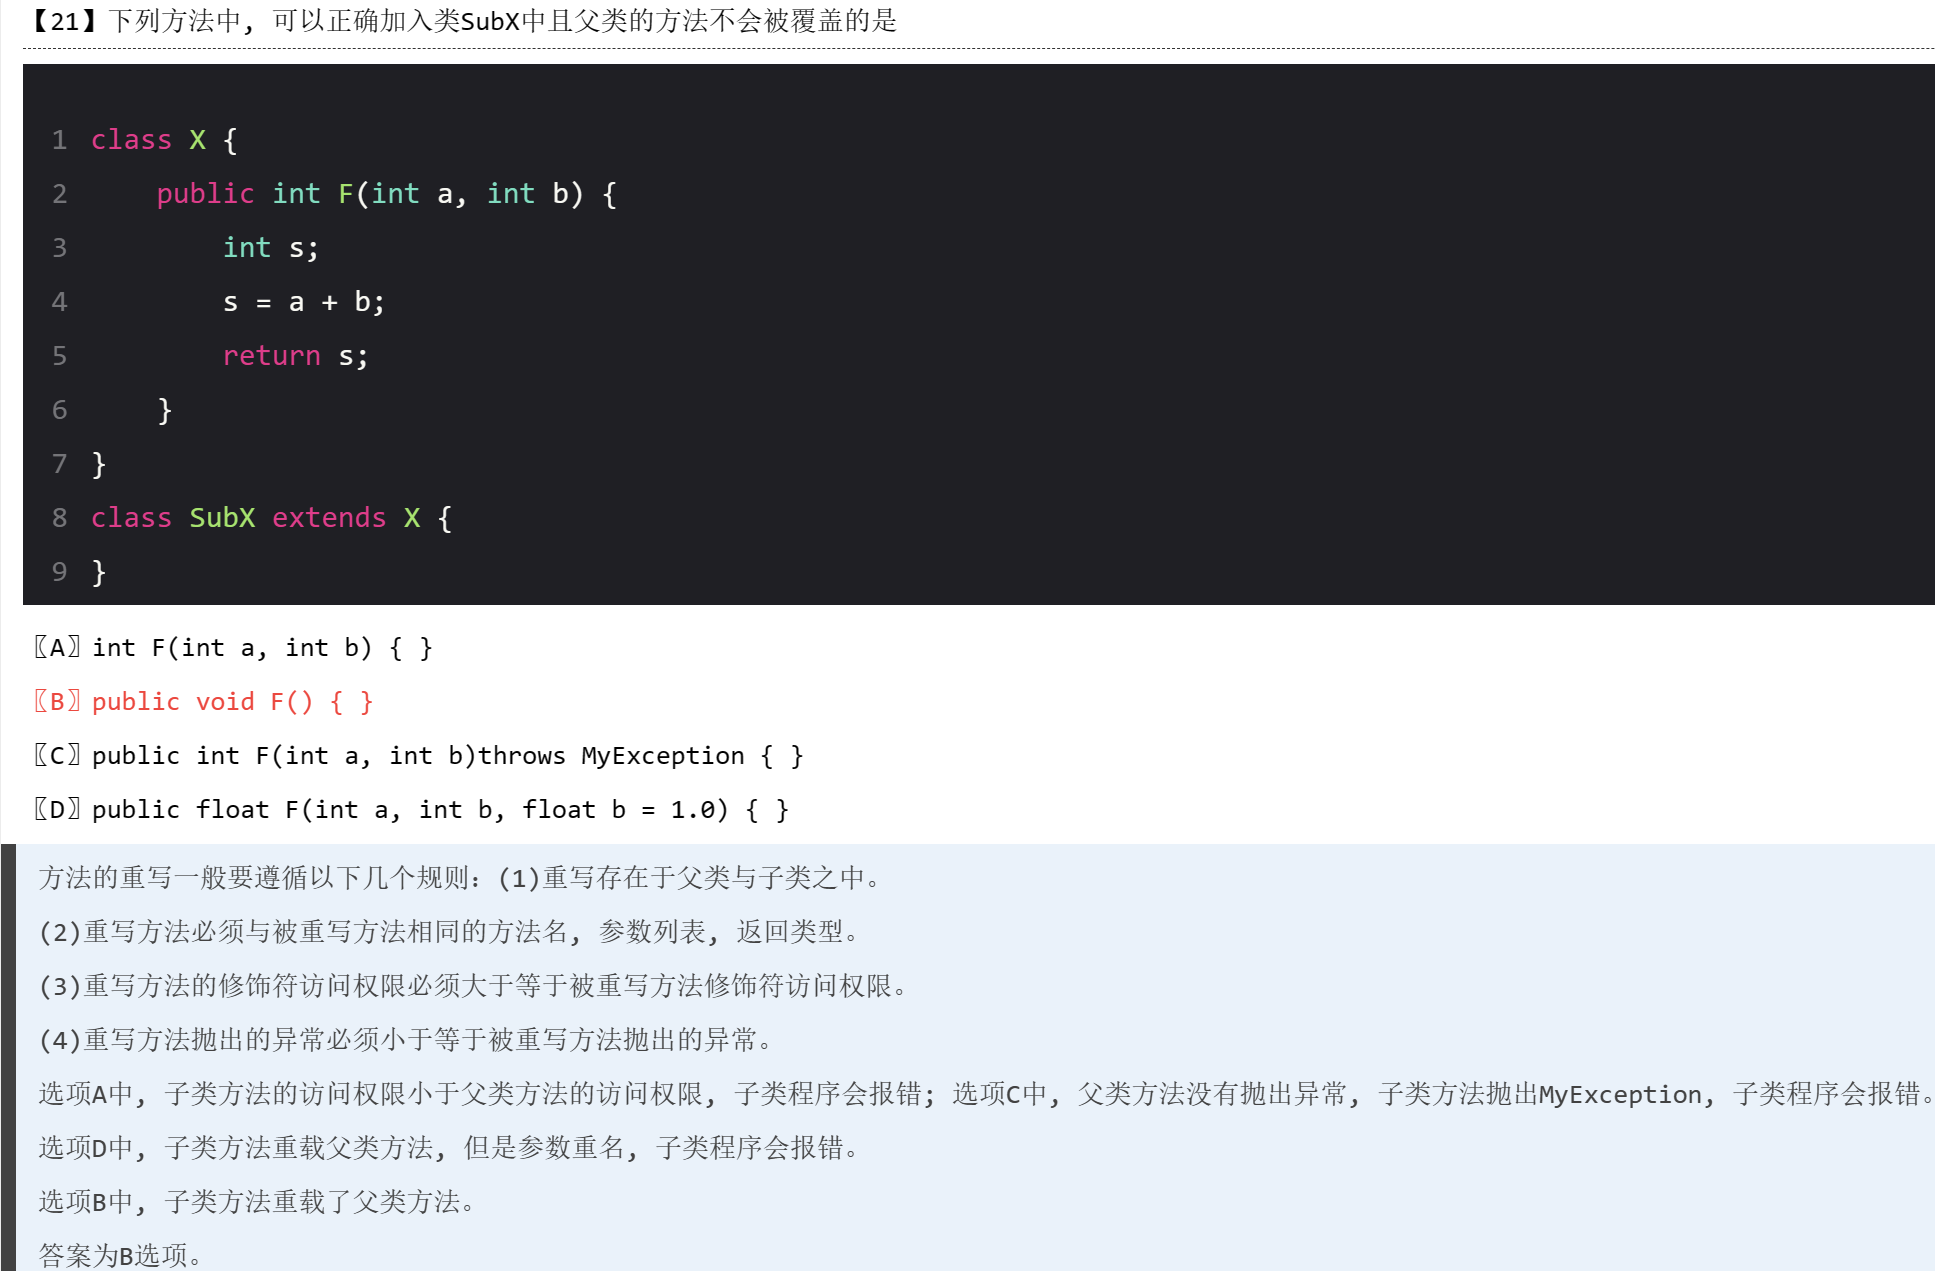 【21】下列方法中, 可以正确加入类SubX中且父类的方法不会被覆盖的是
1 class X {
2     public int F(int a, int b) {
3         int s;
4         s = a + b;
5         return s;
6     }
7 }
8 class SubX extends X {
9 }
〖A〗int F(int a, int b) { }
〖B〗public void F() { }
〖C〗public int F(int a, int b)throws MyException { }
〖D〗public float F(int a, int b, float b = 1.0) { }
方法的重写一般要遵循以下几个规则: (1)重写存在于父类与子类之中。
(2)重写方法必须与被重写方法相同的方法名, 参数列表, 返回类型。
(3)重写方法的修饰符访问权限必须大于等于被重写方法修饰符访问权限。
(4)重写方法抛出的异常必须小于等于被重写方法抛出的异常。
选项A中, 子类方法的访问权限小于父类方法的访问权限, 子类程序会报错; 选项C中, 父类方法没有抛出异常, 子类方法抛出MyException, 子类程序会报错。
选项D中, 子类方法重载父类方法, 但是参数重名, 子类程序会报错。
选项B中, 子类方法重载了父类方法。
答案为B选项。